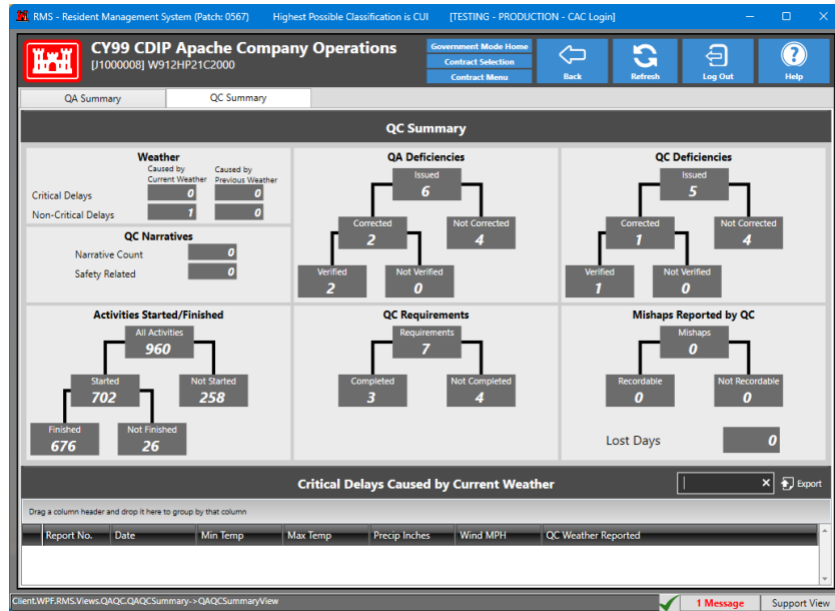 RMS - Resident Management System (Patch: 0567) Highest Possible Classification is CUI [TESTING - PRODUCTION - CAC Login]
CY99 CDIP Apache Company Operations
[J1000008] W912HP21C2000
Government Mode Home
Contract Selection
Contract Menu
Back
Refresh
Log Out
Help
QA Summary
QC Summary
QC Summary
Weather
Caused by
Current Weather
Caused by
Previous Weather
Critical Delays 0 0
Non-Critical Delays 1 0
QC Narratives
Narrative Count 0
Safety Related 0
QA Deficiencies
Issued
6
Corrected
2
Not Corrected
4
Verified
2
Not Verified
0
QC Deficiencies
Issued
5
Corrected
1
Not Corrected
4
Verified
1
Not Verified
0
Activities Started/Finished
All Activities
960
Started
702
Not Started
258
Finished
676
Not Finished
26
QC Requirements
Requirements
7
Completed
3
Not Completed
4
Mishaps Reported by QC
Mishaps
0
Recordable
0
Not Recordable
0
Lost Days 0
Critical Delays Caused by Current Weather
Export
Drag a column header and drop it here to group by that column
Report No. Date Min Temp Max Temp Precip Inches Wind MPH QC Weather Reported
Client.WPF.RMS.Views.QAQC.QAQCSummary->QAQCSummaryView
1 Message
Support View